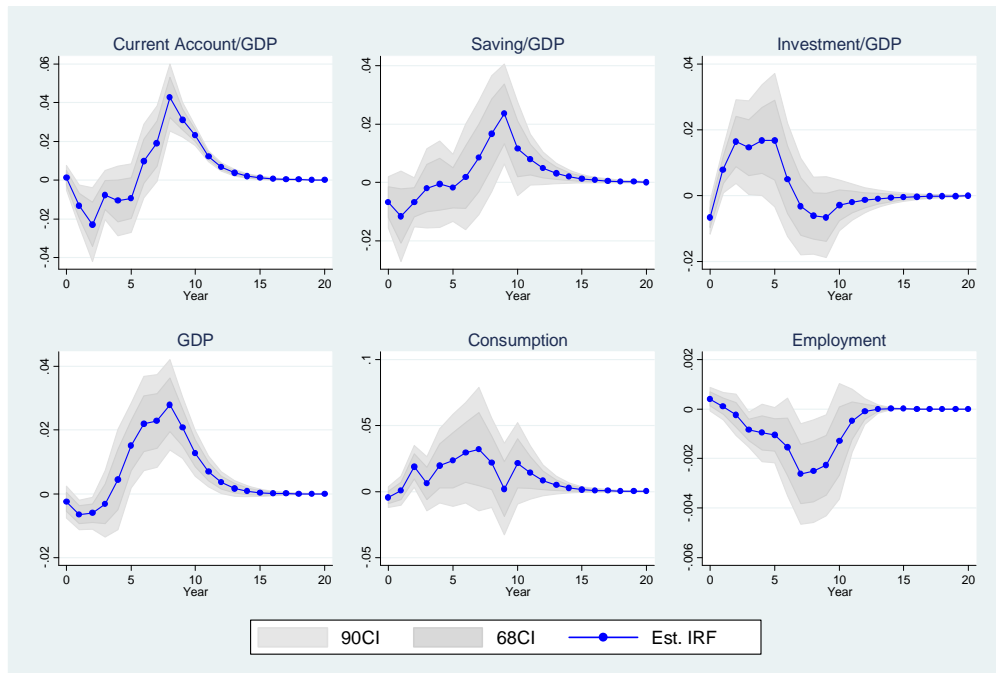 Current Account/GDP
.06
.04
.02
0
-.02
-.04
0 5 10 15 20
Year
Saving/GDP
.04
.02
0
-.02
0 5 10 15 20
Year
Investment/GDP
.04
.02
0
-.02
0 5 10 15 20
Year
GDP
.04
.02
0
-.02
0 5 10 15 20
Year
Consumption
.1
.05
0
-.05
0 5 10 15 20
Year
Employment
.002
0
-.002
-.004
-.006
0 5 10 15 20
Year
90CI 68CI Est. IRF